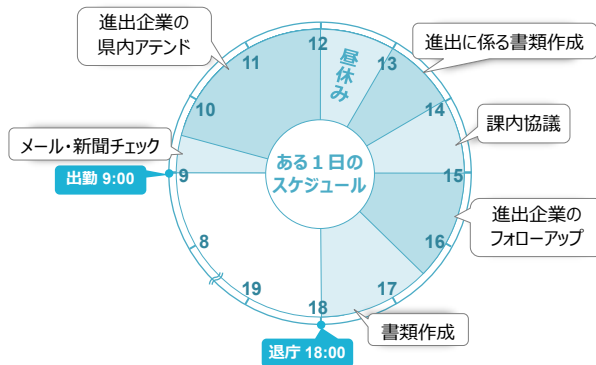 進出企業の
県内アテンド
進出に係る書類作成
メール・新聞チェック
課内協議
進出企業の
フォローアップ
書類作成
出勤 9:00
退庁 18:00
ある１日の
スケジュール
昼休み
8
9
10
11
12
13
14
15
16
17
18
19